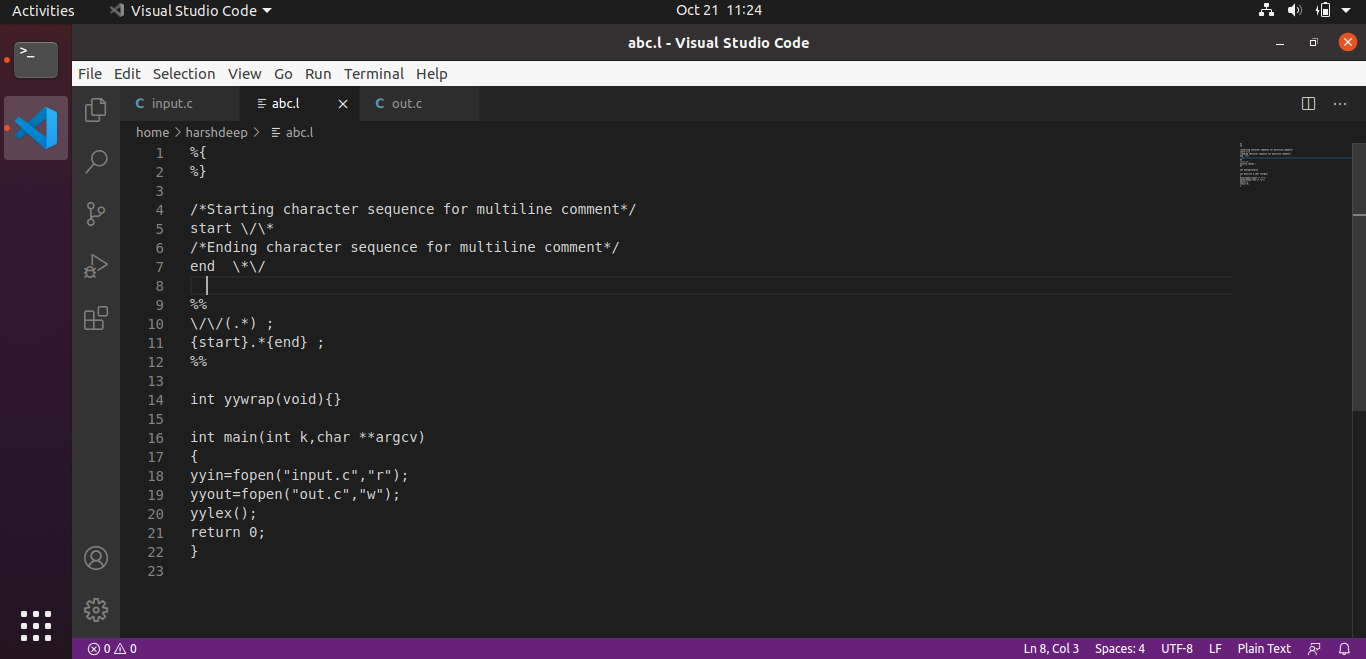 Activities Visual Studio Code Oct 21 11:24
abc.l - Visual Studio Code
File Edit Selection View Go Run Terminal Help
C input.c abc.l C out.c
home > harshdeep > abc.l
1 %{
2 %}
3
4 /*Starting character sequence for multiline comment*/
5 start \/\*
6 /*Ending character sequence for multiline comment*/
7 end  \*\/
8
9 %%
10 \/\/(.*) ;
11 {start}.*{end} ;
12 %%
13
14 int yywrap(void){}
15
16 int main(int k,char **argcv)
17 {
18 yyin=fopen("input.c","r");
19 yyout=fopen("out.c","w");
20 yylex();
21 return 0;
22 }
23
0 0 Ln 8, Col 3 Spaces: 4 UTF-8 LF Plain Text